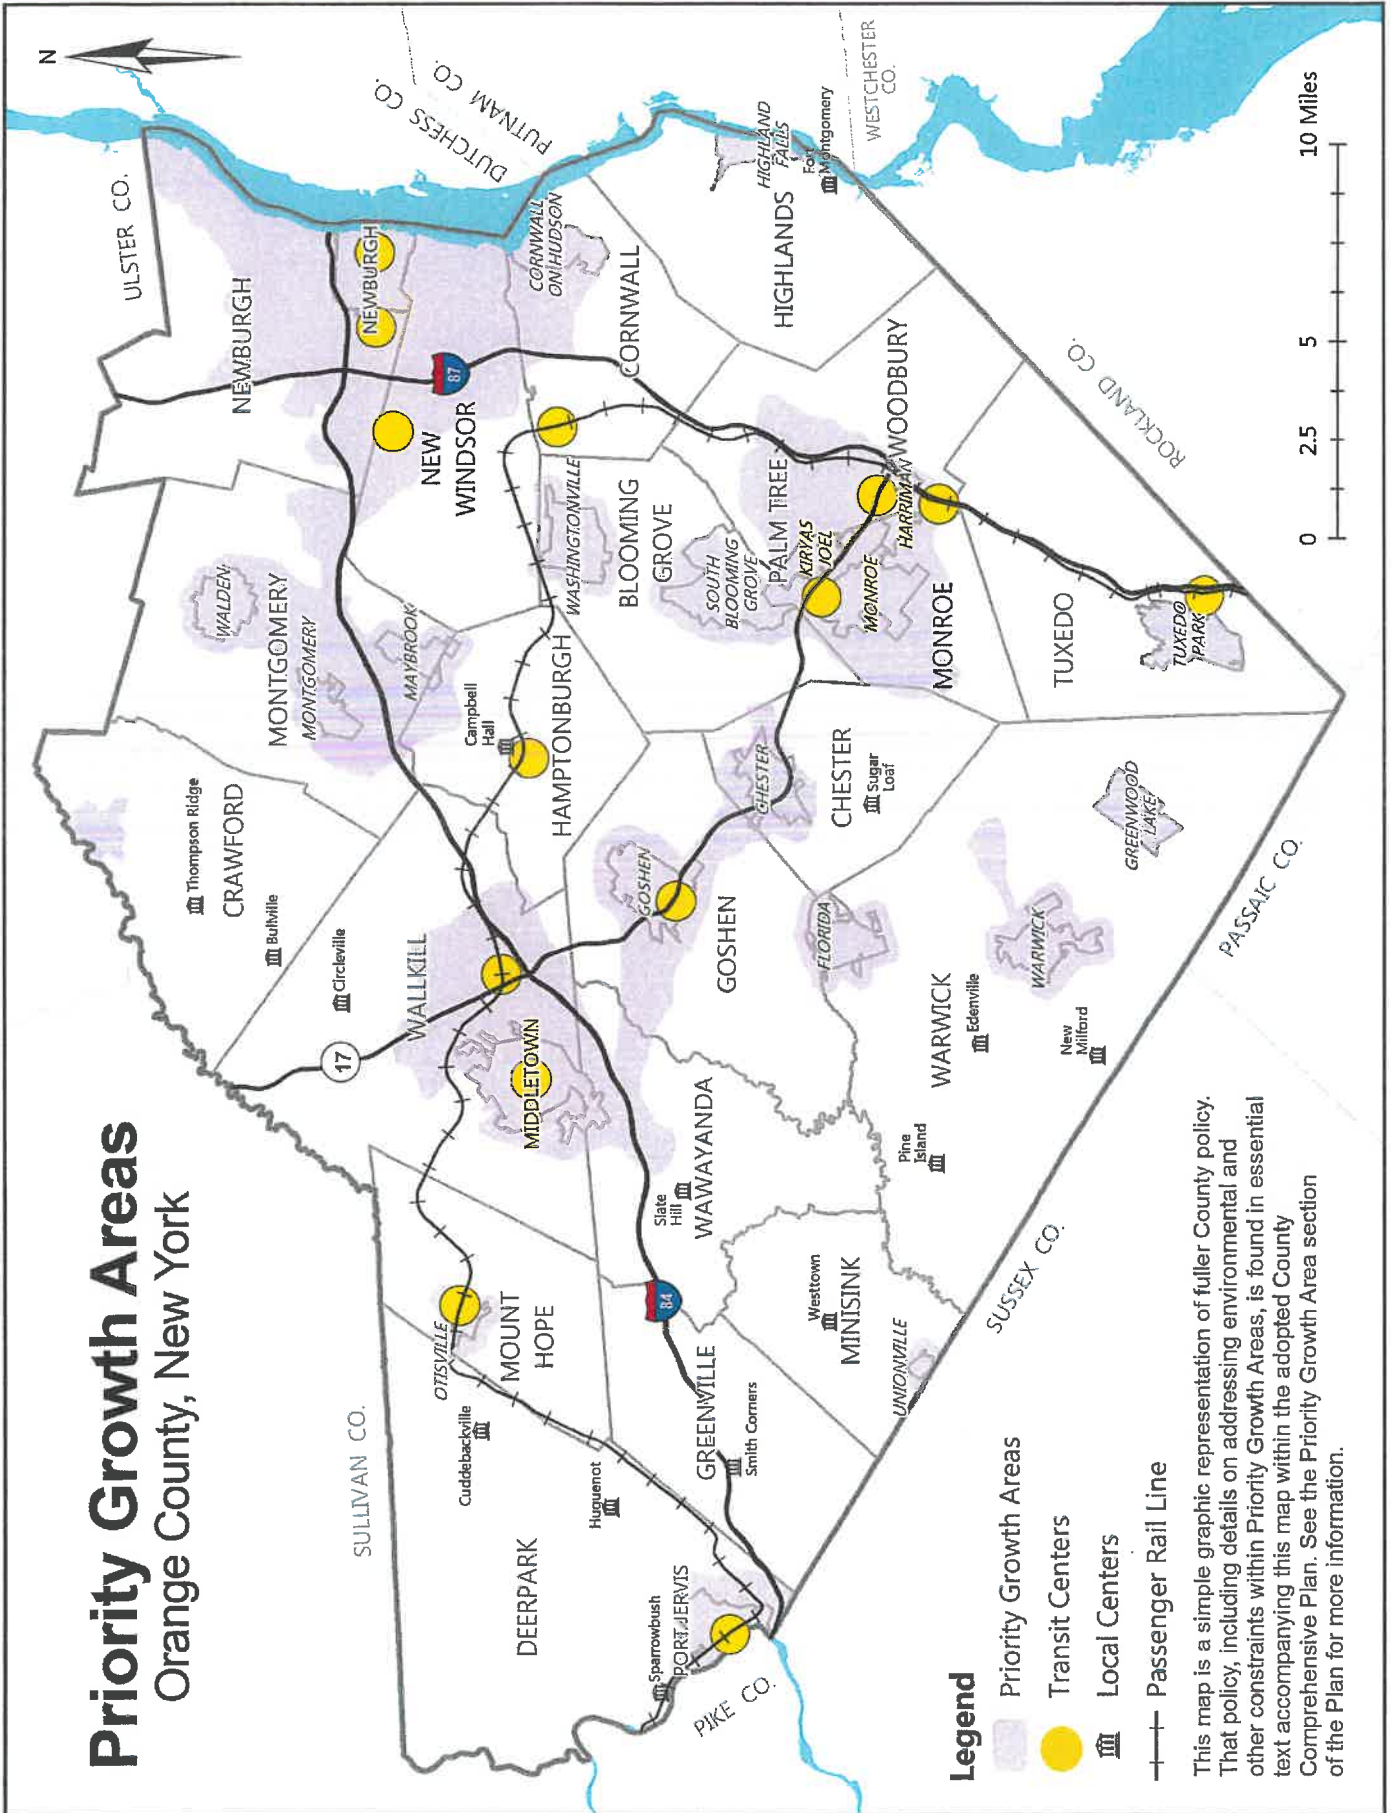 Priority Growth Areas
Orange County, New York
N
SULLIVAN CO.
ULSTER CO.
DUTCHESS CO.
PUTNAM CO.
WESTCHESTER
CO.
ROCKLAND CO.
PASSAIC CO.
SUSSEX CO.
PIKE CO.
Thompson Ridge
CRAWFORD
Bullville
Circleville
17
WALLKILL
MIDDLETOWN
WALDEN
MONTGOMERY
MONTGOMERY
MAYBROOK
Campbell
Hall
HAMPTONBURGH
NEWBURGH
NEWBURGH
NEWBURGH
87
NEW
WINDSOR
CORNWALL
ON HUDSON
CORNWALL
WASHINGTONVILLE
BLOOMING
GROVE
SOUTH
BLOOMING
GROVE
PALM TREE
KIRYAS
JOEL
MONROE
MONROE
HARRIMAN
WOODBURY
HIGHLANDS
HIGHLAND
FALLS
Fort
Montgomery
TUXEDO
TUXEDO
PARK
CHESTER
CHESTER
Sugar
Loaf
GOSHEN
GOSHEN
FLORIDA
WARWICK
WARWICK
GREENWOOD
LAKE
Edenville
New
Milford
Pine
Island
Slate
Hill
WAWAYANDA
84
Westtown
MINISINK
UNIONVILLE
GREENVILLE
Smith Corners
OTISVILLE
MOUNT
HOPE
Cuddebackville
Huguenot
DEERPARK
Sparrowbush
PORT JERVIS
Legend
Priority Growth Areas
Transit Centers
Local Centers
Passenger Rail Line
This map is a simple graphic representation of fuller County policy.
That policy, including details on addressing environmental and
other constraints within Priority Growth Areas, is found in essential
text accompanying this map within the adopted County
Comprehensive Plan. See the Priority Growth Area section
of the Plan for more information.
0 2.5 5 10 Miles